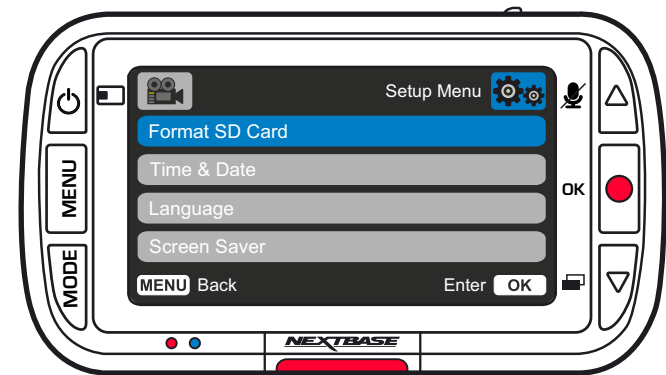 Setup Menu
Format SD Card
Time & Date
Language
Screen Saver
MENU Back
Enter OK
MENU
MODE
OK
NEXTBASE